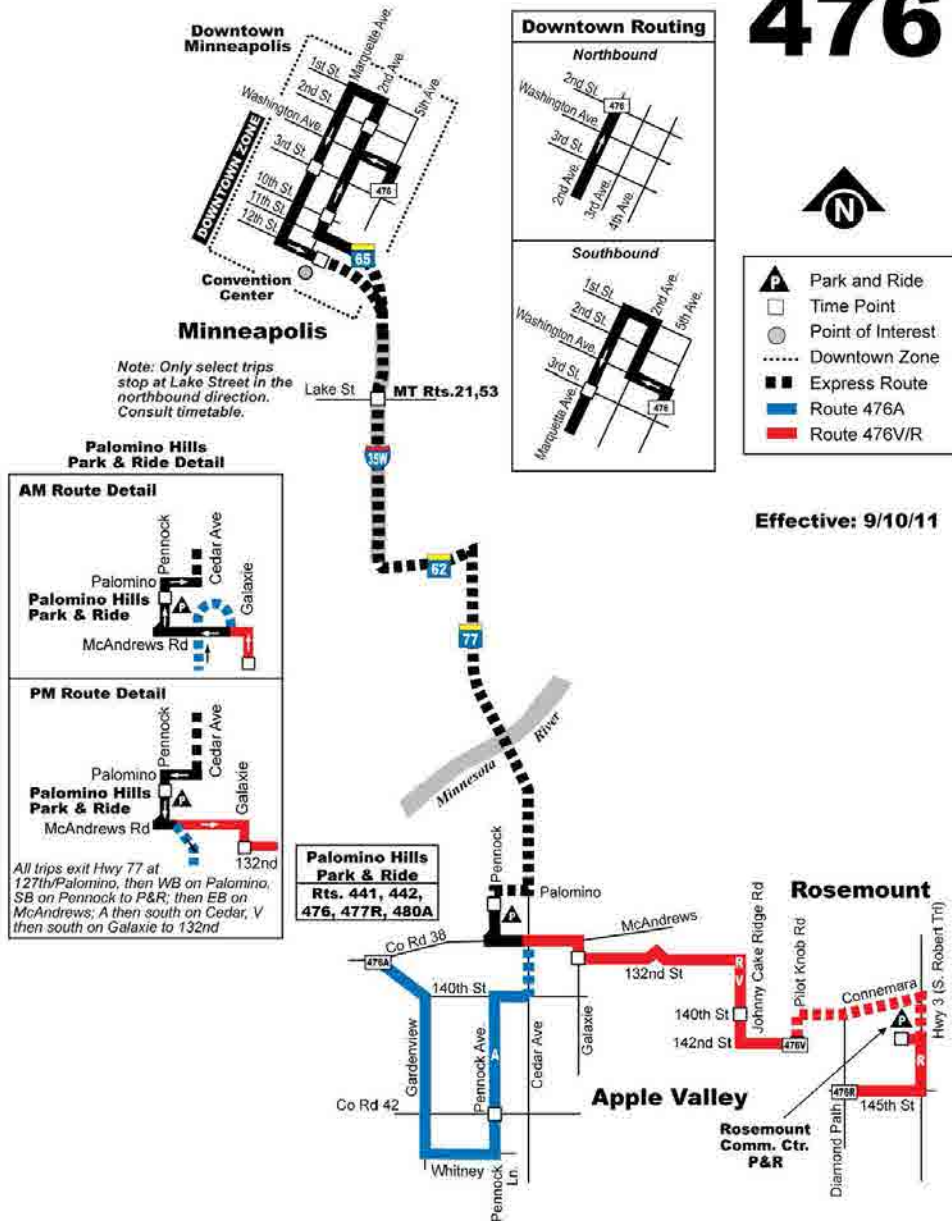 476
Downtown
Minneapolis
Marquette Ave.
2nd Ave.
5th Ave.
1st St.
2nd St.
Washington Ave.
3rd St.
10th St.
11th St.
12th St.
DOWNTOWN ZONE
476
65
Convention
Center
Minneapolis
Note: Only select trips
stop at Lake Street in the
northbound direction.
Consult timetable.
Lake St
MT Rts.21,53
35W
62
77
Minnesota River
Downtown Routing
Northbound
2nd St.
476
Washington Ave.
3rd St.
2nd Ave.
3rd Ave.
4th Ave.
Southbound
1st St.
2nd St.
2nd Ave.
5th Ave.
Washington Ave.
3rd St.
Marquette Ave
476
N
P Park and Ride
Time Point
Point of Interest
Downtown Zone
Express Route
Route 476A
Route 476V/R
Effective: 9/10/11
Palomino Hills
Park & Ride Detail
AM Route Detail
Pennock
Cedar Ave
Galaxie
Palomino
Palomino Hills
Park & Ride
P
McAndrews Rd
PM Route Detail
Pennock
Cedar Ave
Galaxie
Palomino
Palomino Hills
Park & Ride
P
McAndrews Rd
132nd
All trips exit Hwy 77 at
127th/Palomino, then WB on Palomino,
SB on Pennock to P&R; then EB on
McAndrews; A then south on Cedar, V
then south on Galaxie to 132nd
Palomino Hills
Park & Ride
Rts. 441, 442,
476, 477R, 480A
Pennock
Palomino
P
McAndrews
Co Rd 38
476A
140th St
Gardenview
Pennock Ave
A
Cedar Ave
Galaxie
Co Rd 42
Whitney
Pennock Ln.
132nd St
R
V
Johnny Cake Ridge Rd
Pilot Knob Rd
140th St
142nd St
476V
Connemara
Rosemount
Hwy 3 (S. Robert Trl)
P
R
476R
145th St
Diamond Path
Apple Valley
Rosemount
Comm. Ctr.
P&R